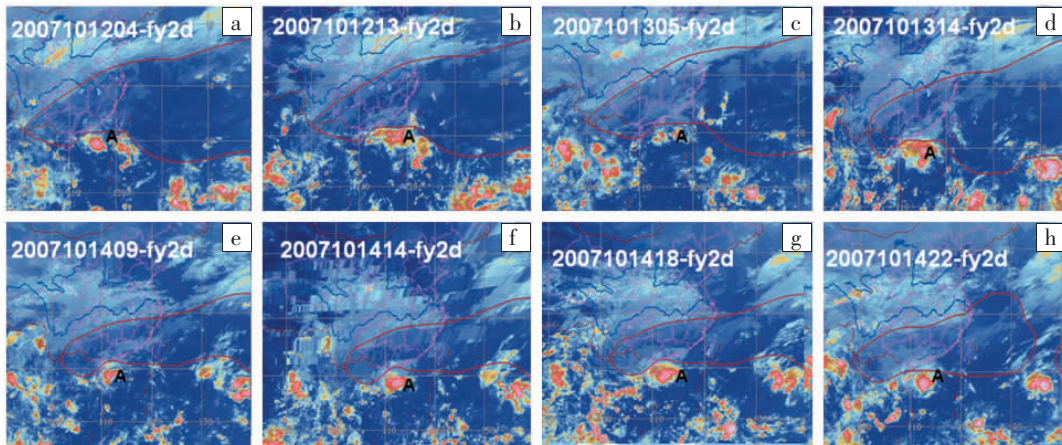 2007101204-fy2d a
A
2007101213-fy2d b
A
2007101305-fy2d c
A
2007101314-fy2d d
A
2007101409-fy2d e
A
2007101414-fy2d f
A
2007101418-fy2d g
A
2007101422-fy2d h
A